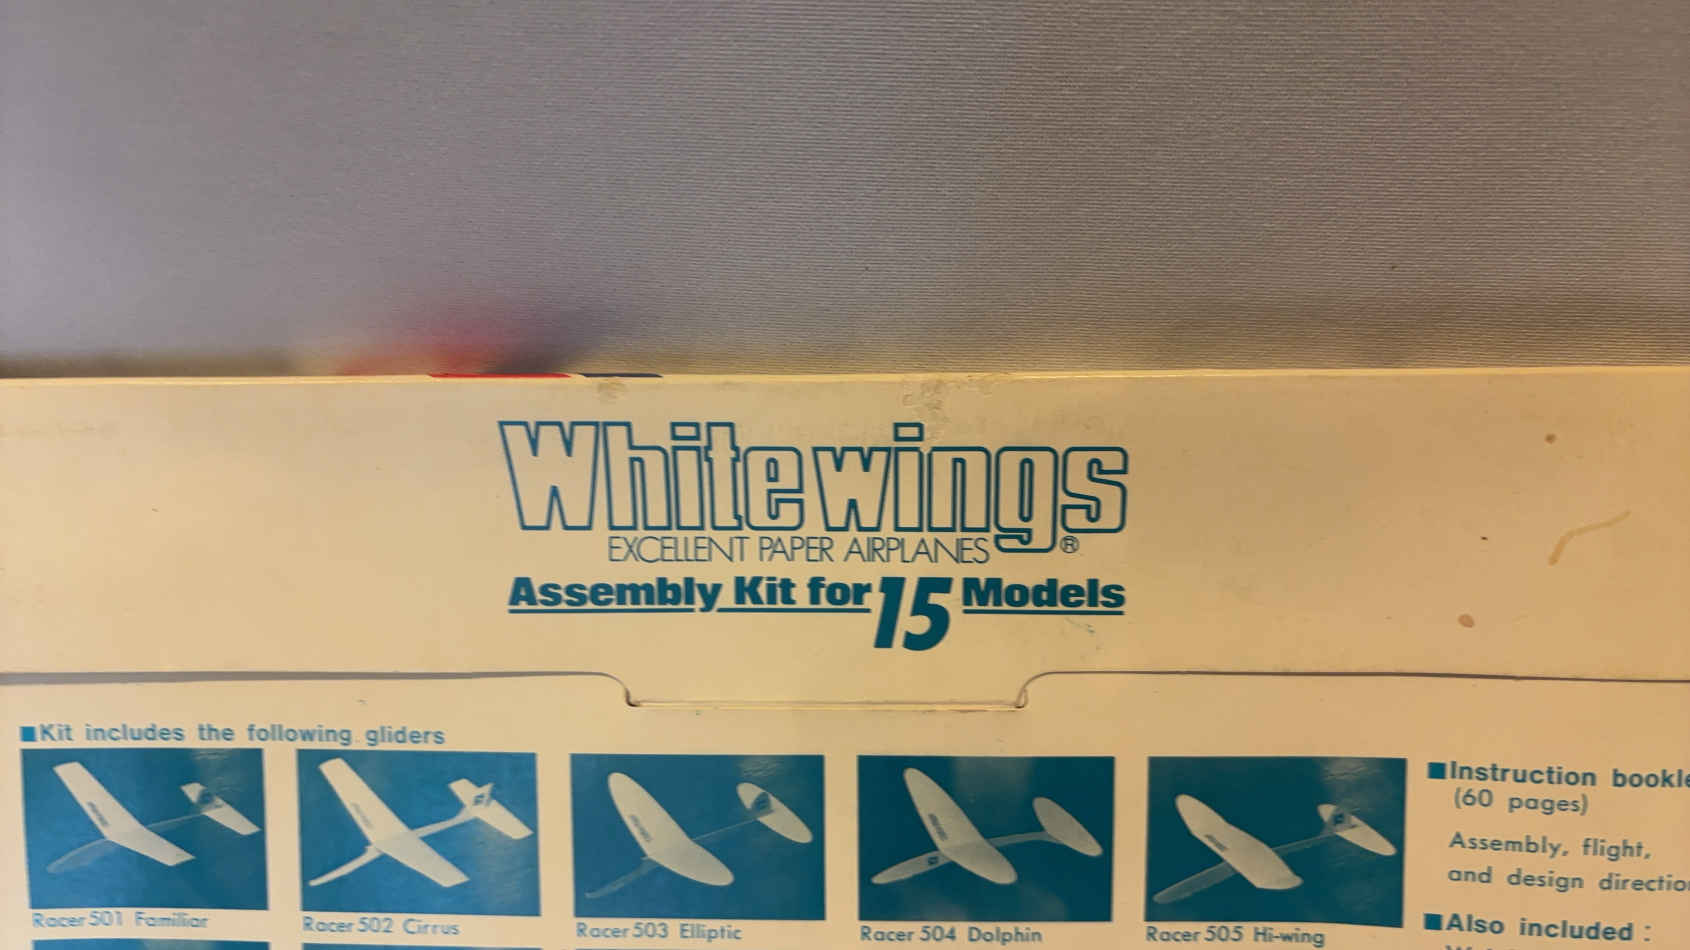 Whitewings
EXCELLENT PAPER AIRPLANES ®
Assembly Kit for 15 Models
■Kit includes the following gliders
Racer 501 Familiar
Racer 502 Cirrus
Racer 503 Elliptic
Racer 504 Dolphin
Racer 505 Hi-wing
■Instruction bookle
(60 pages)
Assembly, flight,
and design directio
■Also included :